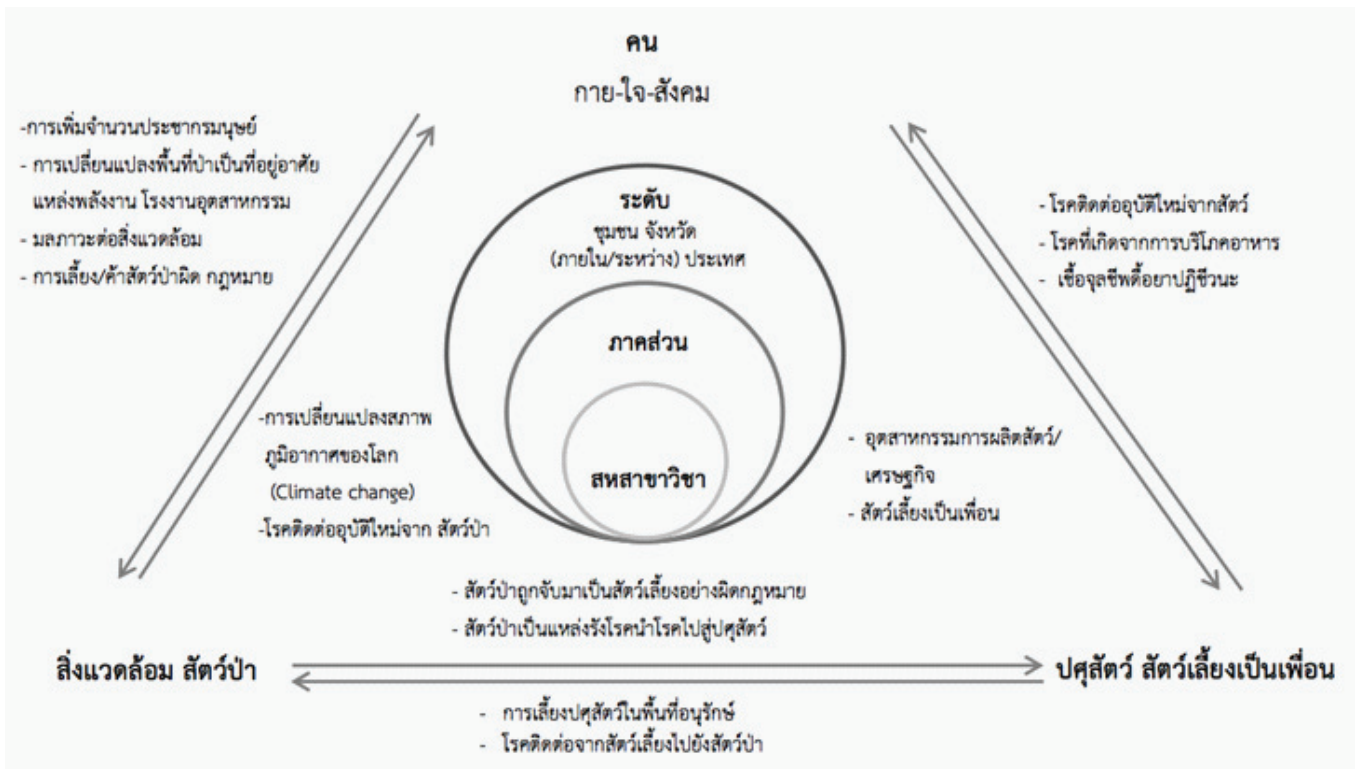 คน
กาย-ใจ-สังคม
-การเพิ่มจำนวนประชากรมนุษย์
- การเปลี่ยนแปลงพื้นที่ป่าเป็นที่อยู่อาศัย
แหล่งพลังงาน โรงงานอุตสาหกรรม
- มลภาวะต่อสิ่งแวดล้อม
- การเลี้ยง/ค้าสัตว์ป่าผิด กฎหมาย
ระดับ
ชุมชน จังหวัด
(ภายใน/ระหว่าง) ประเทศ
ภาคส่วน
สหสาขาวิชา
- โรคติดต่ออุบัติใหม่จากสัตว์
- โรคที่เกิดจากการบริโภคอาหาร
- เชื้อจุลชีพดื้อยาปฏิชีวนะ
-การเปลี่ยนแปลงสภาพ
ภูมิอากาศของโลก
(Climate change)
-โรคติดต่ออุบัติใหม่จาก สัตว์ป่า
- อุตสาหกรรมการผลิตสัตว์/
เศรษฐกิจ
- สัตว์เลี้ยงเป็นเพื่อน
- สัตว์ป่าถูกจับมาเป็นสัตว์เลี้ยงอย่างผิดกฎหมาย
- สัตว์ป่าเป็นแหล่งรังโรคนำโรคไปสู่ปศุสัตว์
สิ่งแวดล้อม สัตว์ป่า
ปศุสัตว์ สัตว์เลี้ยงเป็นเพื่อน
- การเลี้ยงปศุสัตว์ในพื้นที่อนุรักษ์
- โรคติดต่อจากสัตว์เลี้ยงไปยังสัตว์ป่า